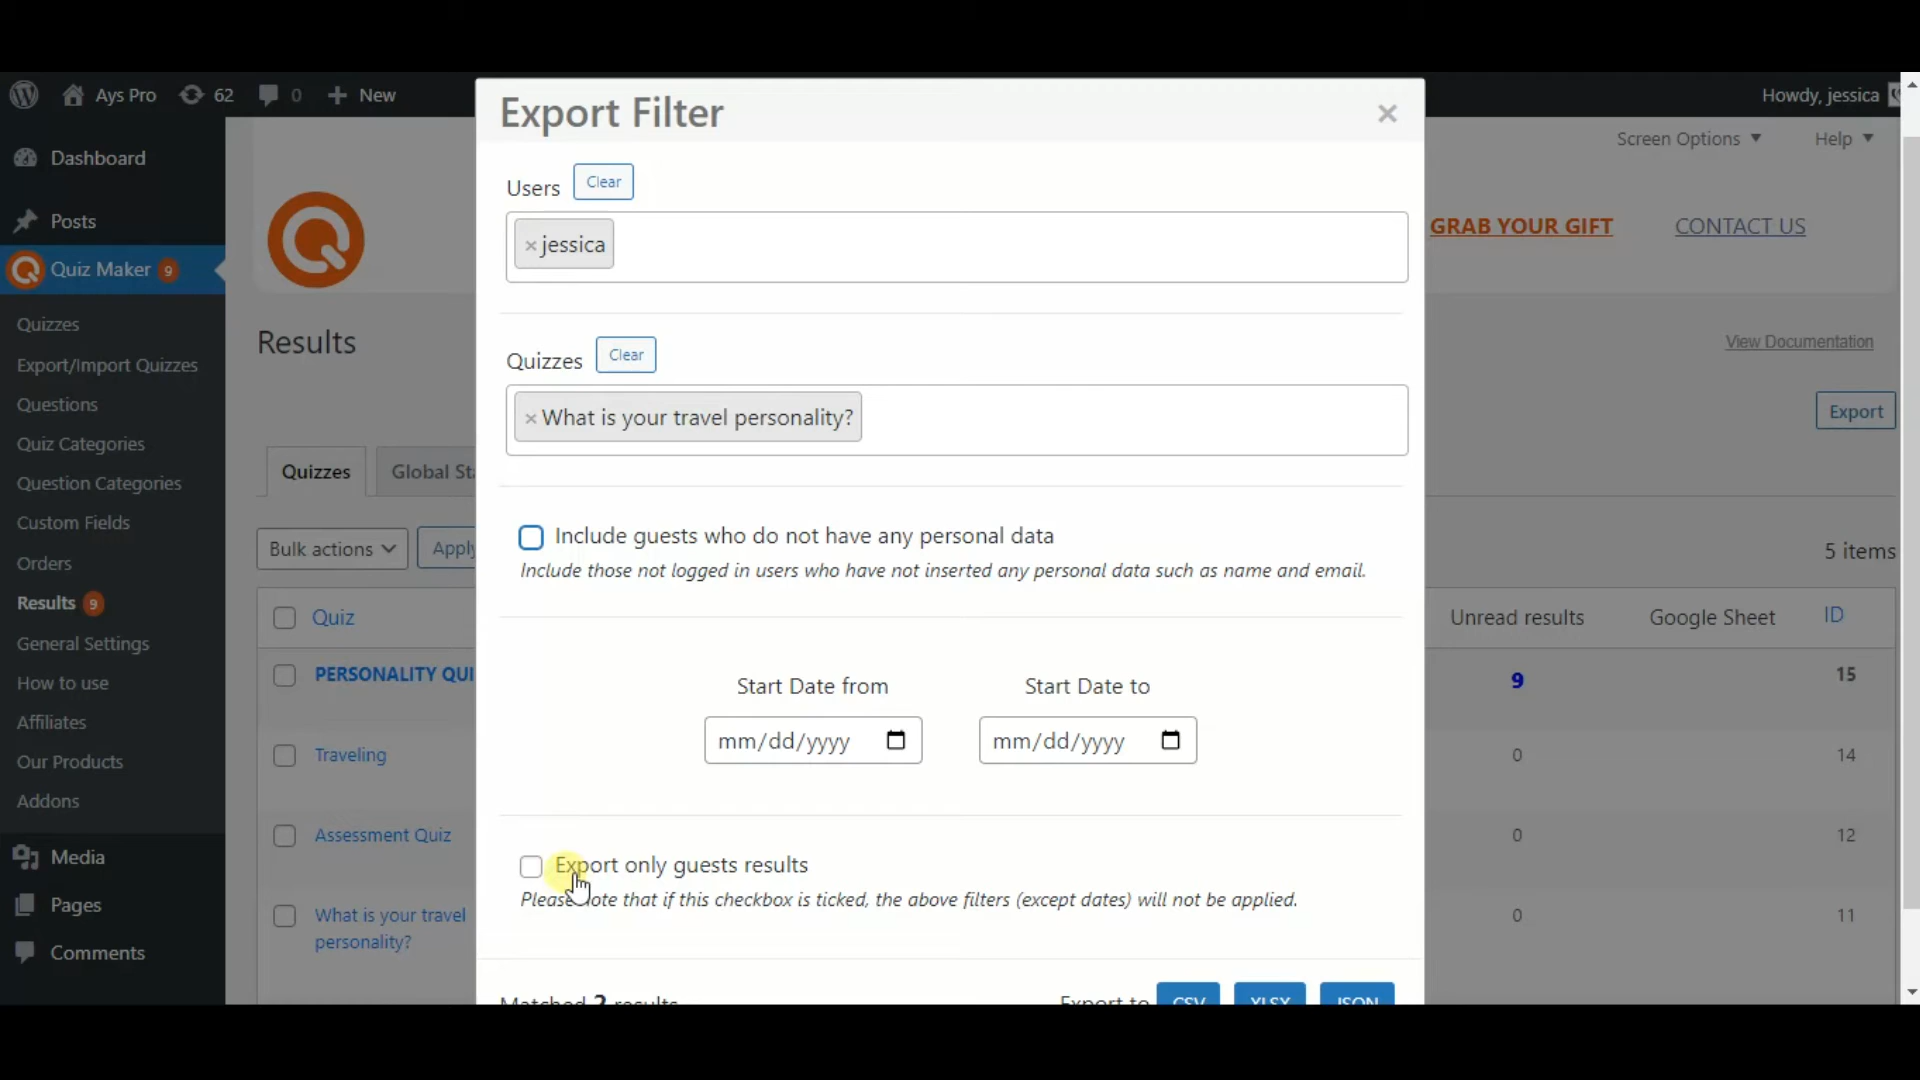 Ays Pro 62 0 New
Howdy, jessica
Export Filter ×
Screen Options Help
Dashboard
Posts
Quiz Maker 9
Quizzes
Export/Import Quizzes
Questions
Quiz Categories
Question Categories
Custom Fields
Orders
Results 9
General Settings
How to use
Affiliates
Our Products
Addons
Media
Pages
Comments
GRAB YOUR GIFT CONTACT US
Results
View Documentation
Export
Quizzes
Bulk actions
5 items
Quiz
Unread results Google Sheet ID
9 15
Traveling
0 14
Assessment Quiz
0 12
What is your travel
personality?
0 11
Users Clear
×jessica
Quizzes Clear
×What is your travel personality?
Include guests who do not have any personal data
Include those not logged in users who have not inserted any personal data such as name and email.
Start Date from Start Date to
mm/dd/yyyy mm/dd/yyyy
Export only guests results
Please note that if this checkbox is ticked, the above filters (except dates) will not be applied.
Matched 2 results
Export to CSV XLSX JSON